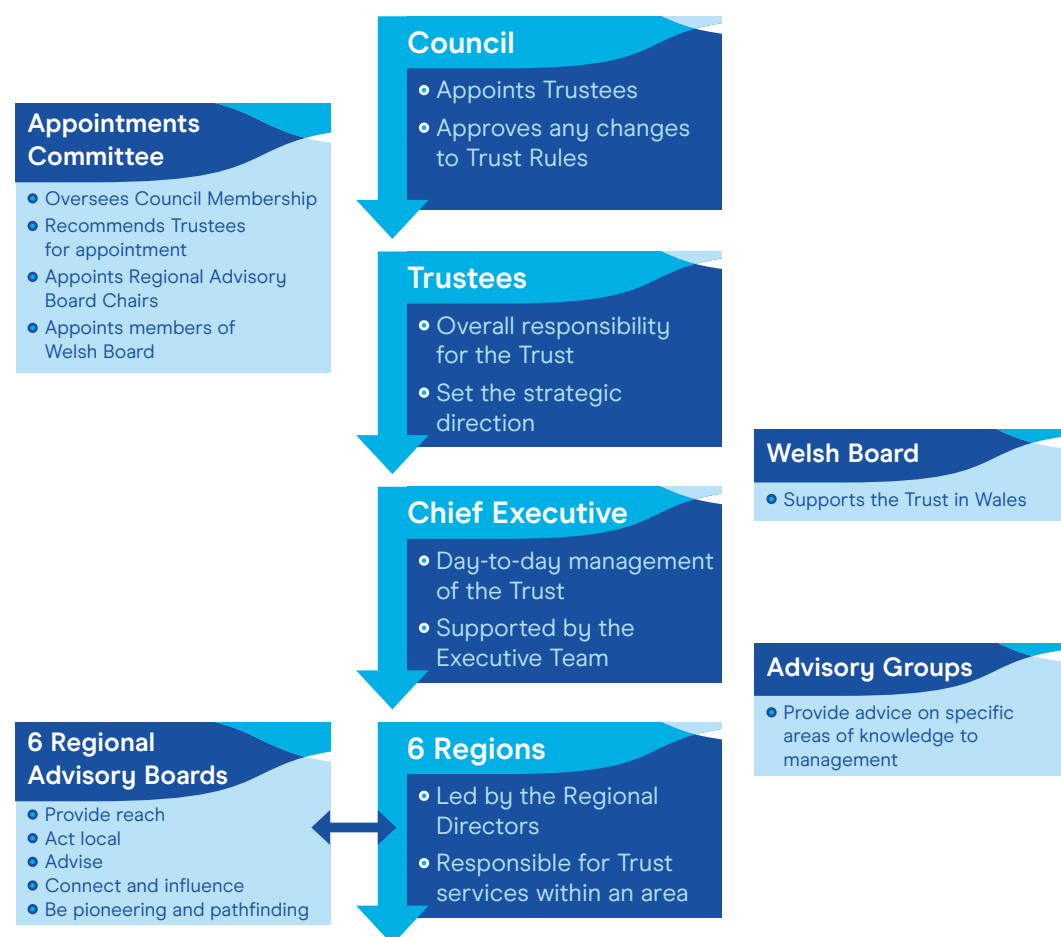 Council
Appoints Trustees
Approves any changes
to Trust Rules
Appointments
Committee
Oversees Council Membership
Recommends Trustees
for appointment
Appoints Regional Advisory
Board Chairs
Appoints members of
Welsh Board
Trustees
Overall responsibility
for the Trust
Set the strategic
direction
Welsh Board
Supports the Trust in Wales
Chief Executive
Day-to-day management
of the Trust
Supported by the
Executive Team
Advisory Groups
Provide advice on specific
areas of knowledge to
management
6 Regional
Advisory Boards
Provide reach
Act local
Advise
Connect and influence
Be pioneering and pathfinding
6 Regions
Led by the Regional
Directors
Responsible for Trust
services within an area